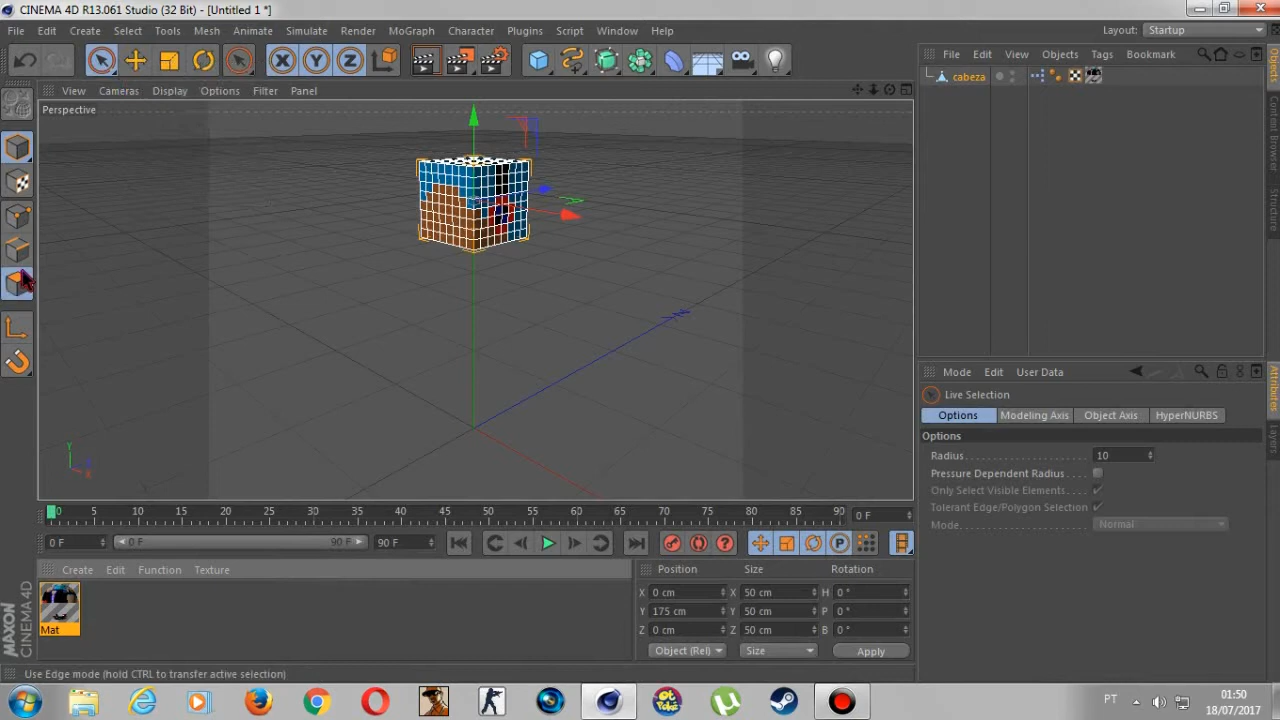 CINEMA 4D R13.061 Studio (32 Bit) - [Untitled 1 *]
File Edit Create Select Tools Mesh Animate Simulate Render MoGraph Character Plugins Script Window Help
Layout: Startup
X Y Z
File Edit View Objects Tags Bookmark
cabeza
View Cameras Display Options Filter Panel
Perspective
Y
X
Objects
Content Browser
Structure
Mode Edit User Data
Live Selection
Options Modeling Axis Object Axis HyperNURBS
Options
Radius 10
Pressure Dependent Radius
Only Select Visible Elements
Tolerant Edge/Polygon Selection
Mode: Normal
Attributes
Layers
0 5 10 15 20 25 30 35 40 45 50 55 60 65 70 75 80 85 90 0 F
0 F 0 F 90 F 90 F
Create Edit Function Texture
Mat
Position Size Rotation
X 0 cm X 50 cm H 0 °
Y 175 cm Y 50 cm P 0 °
Z 0 cm Z 50 cm B 0 °
Object (Rel) Size Apply
MAXON
CINEMA 4D
Use Edge mode (hold CTRL to transfer active selection)
PT
01:50
18/07/2017